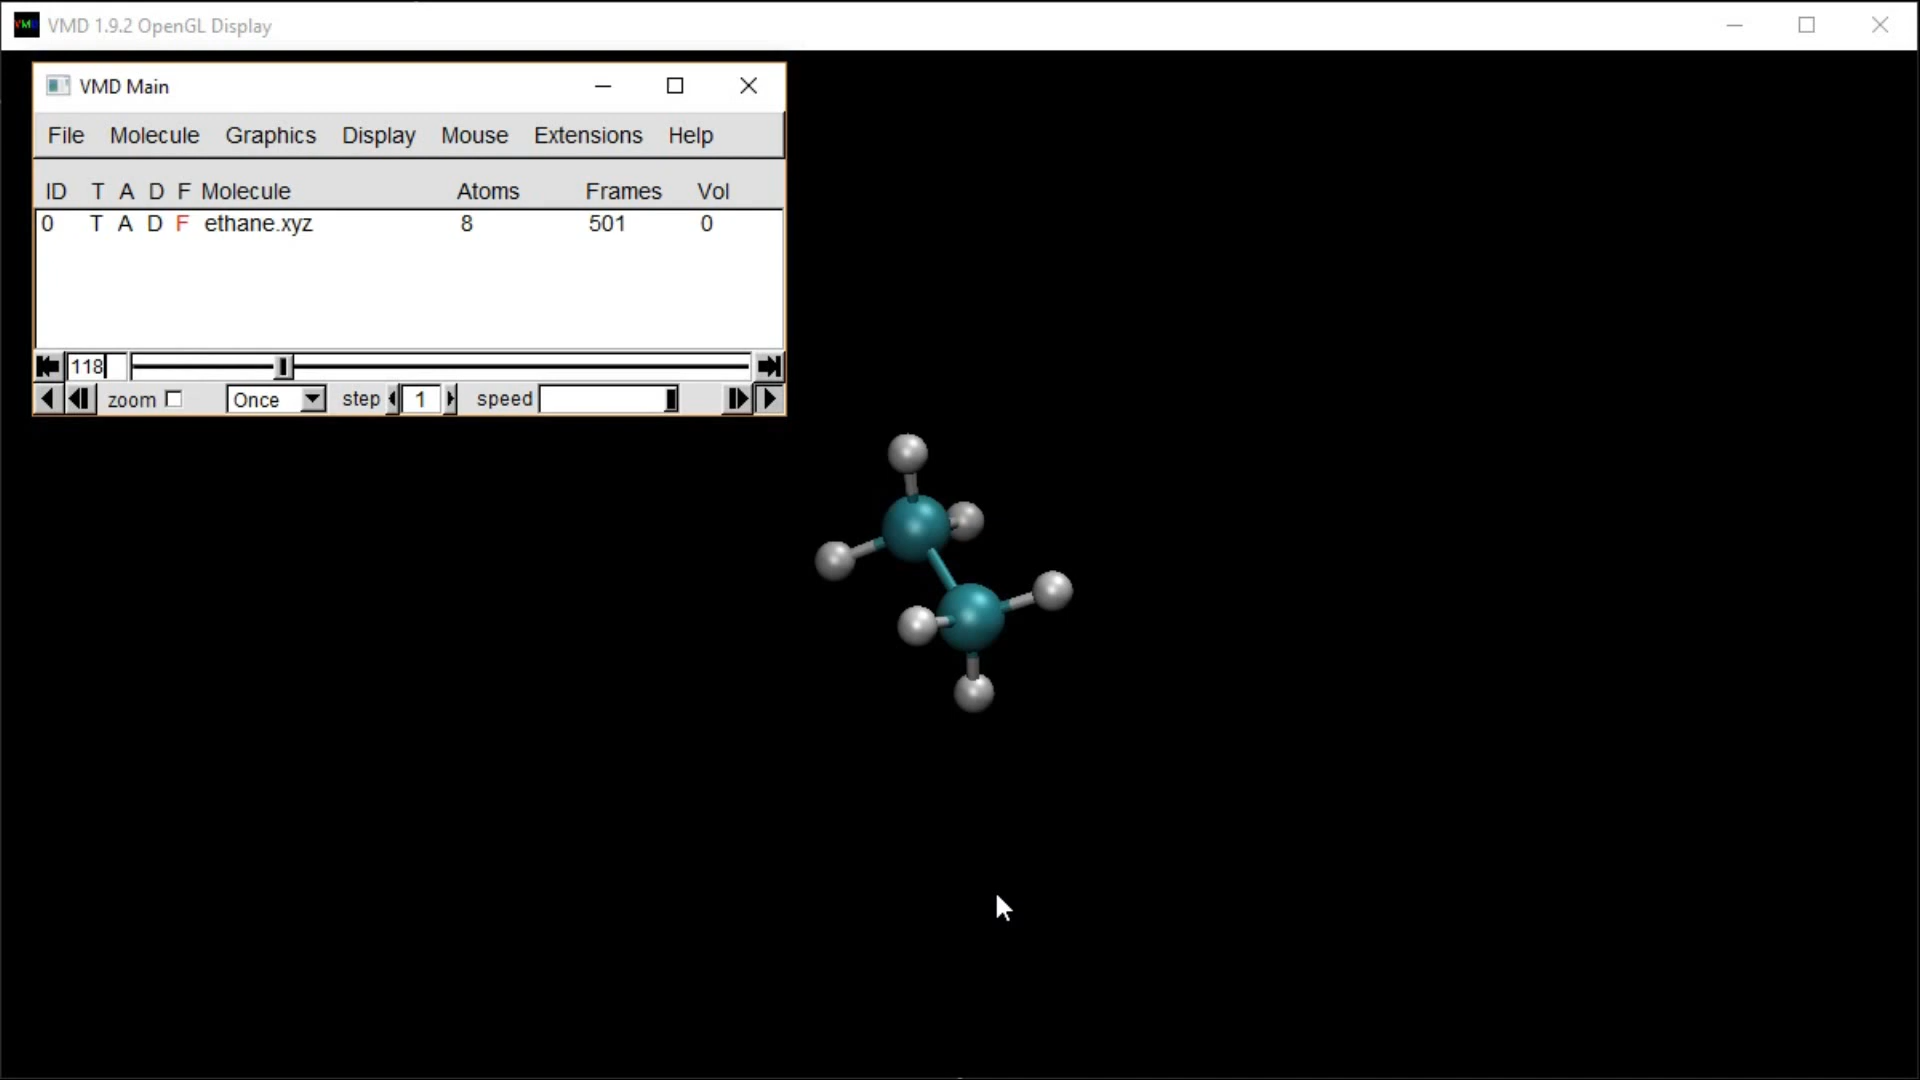 VMD 1.9.2 OpenGL Display
VMD Main
File Molecule Graphics Display Mouse Extensions Help
ID T A D F Molecule Atoms Frames Vol
0 T A D F ethane.xyz 8 501 0
118
zoom Once step 1 speed